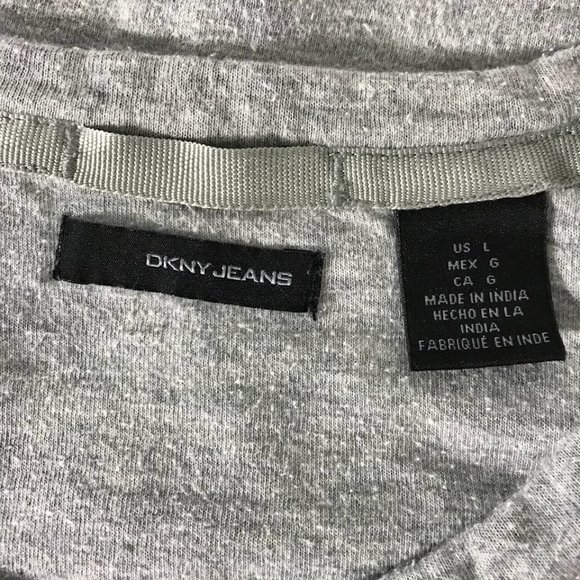 DKNY JEANS
US L
MEX G
CA G
MADE IN INDIA
HECHO EN LA
INDIA
FABRIQUÉ EN INDE